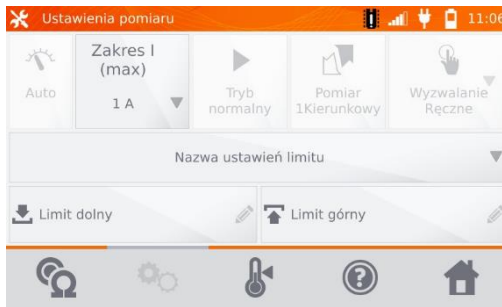 Ustawienia pomiaru 11:06
Zakres I
(max)
1 A
Auto
Tryb
normalny
Pomiar
1Kierunkowy
Wyzwalanie
Ręczne
Nazwa ustawień limitu
Limit dolny
Limit górny
Ω
?